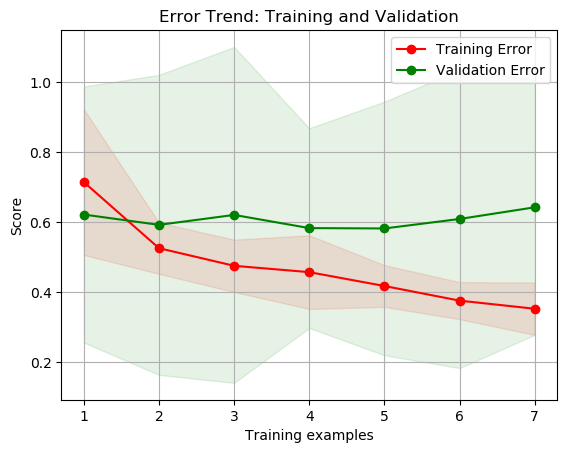 Error Trend: Training and Validation
Training Error
Validation Error
Score
1.0
0.8
0.6
0.4
0.2
1 2 3 4 5 6 7
Training examples